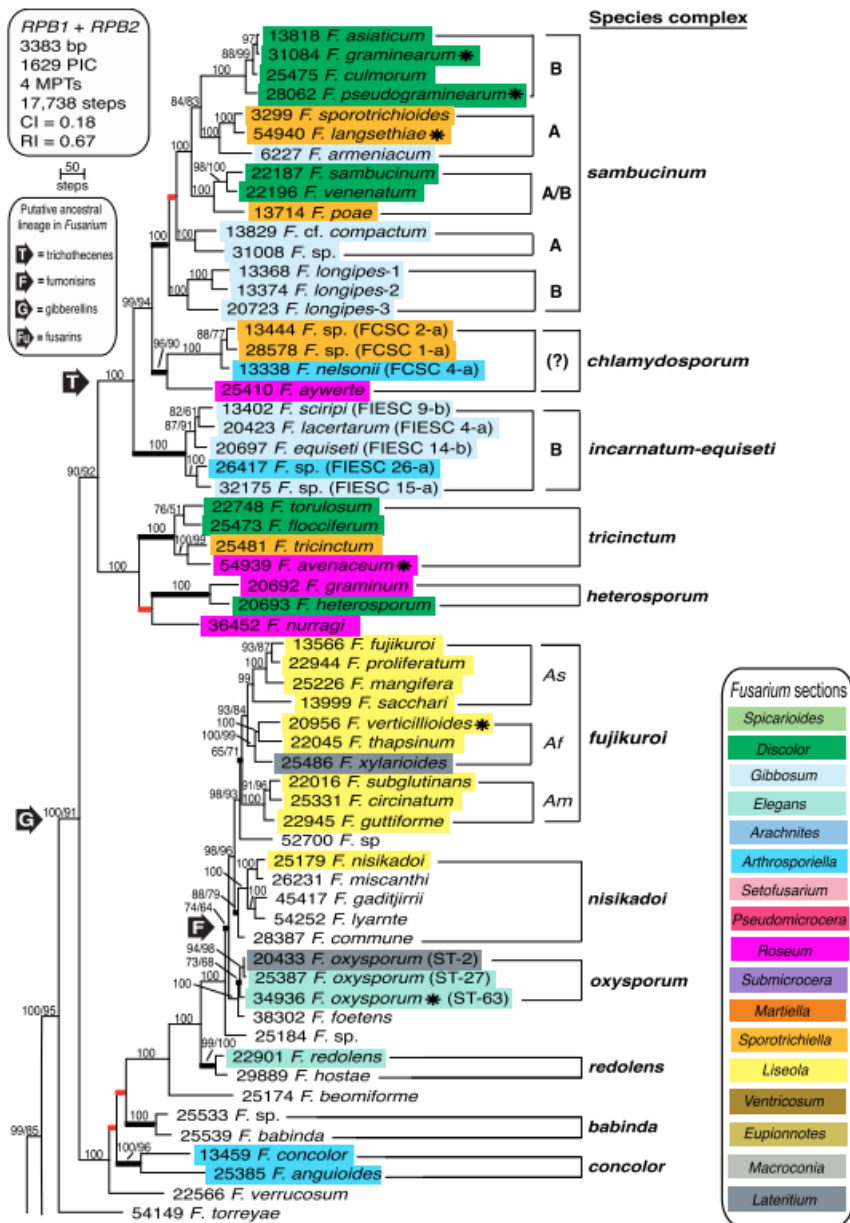 RPB1 + RPB2
3383 bp
1629 PIC
4 MPTs
17,738 steps
CI = 0.18
RI = 0.67
50
steps
Putative ancestral
lineage in Fusarium
T = trichothecenes
F = fumonisins
G = gibberellins
Fu = fusarins
Species complex
97
88/99
100
84/83
13818 F. asiaticum
31084 F. graminearum ✱
25475 F. culmorum
28062 F. pseudograminearum ✱
B
100
100
3299 F. sporotrichioides
54940 F. langsethiae ✱
6227 F. armeniacum
A
98/100
100
22187 F. sambucinum
22196 F. venenatum
13714 F. poae
A/B
sambucinum
100
100
13829 F. cf. compactum
31008 F. sp.
A
100
100
13368 F. longipes-1
13374 F. longipes-2
20723 F. longipes-3
B
99/94
88/77
96/90
100
13444 F. sp. (FCSC 2-a)
28578 F. sp. (FCSC 1-a)
13338 F. nelsonii (FCSC 4-a)
25410 F. aywerte
(?)
chlamydosporum
T
100
82/61
87/91
100
100
13402 F. sciripi (FIESC 9-b)
20423 F. lacertarum (FIESC 4-a)
20697 F. equiseti (FIESC 14-b)
26417 F. sp. (FIESC 26-a)
32175 F. sp. (FIESC 15-a)
B
incarnatum-equiseti
90/92
76/51
100
100/99
22748 F. torulosum
25473 F. flocciferum
25481 F. tricinctum
54939 F. avenaceum ✱
tricinctum
100
100
20692 F. graminum
20693 F. heterosporum
heterosporum
36452 F. nurragi
93/87
100
99
13566 F. fujikuroi
22944 F. proliferatum
25226 F. mangifera
13999 F. sacchari
As
93/84
100
100/99
20956 F. verticillioides ✱
22045 F. thapsinum
25486 F. xylarioides
Af
fujikuroi
65/71
91/96
100
22016 F. subglutinans
25331 F. circinatum
22945 F. guttiforme
Am
98/93
52700 F. sp
G
100/91
98/96
100
100
100
88/79
25179 F. nisikadoi
26231 F. miscanthi
45417 F. gaditjirrii
54252 F. lyarnte
28387 F. commune
nisikadoi
74/64
F
94/98
73/68
100
20433 F. oxysporum (ST-2)
25387 F. oxysporum (ST-27)
34936 F. oxysporum ✱ (ST-63)
oxysporum
38302 F. foetens
25184 F. sp.
100/95
100
99/100
22901 F. redolens
29889 F. hostae
redolens
100
25174 F. beomiforme
100
25533 F. sp.
25539 F. babinda
babinda
100/96
13459 F. concolor
25385 F. anguioides
concolor
100
22566 F. verrucosum
99/85
54149 F. torreyae
Fusarium sections
Spicarioides
Discolor
Gibbosum
Elegans
Arachnites
Arthrosporiella
Setofusarium
Pseudomicrocera
Roseum
Submicrocera
Martiella
Sporotrichiella
Liseola
Ventricosum
Eupionnotes
Macroconia
Lateritium